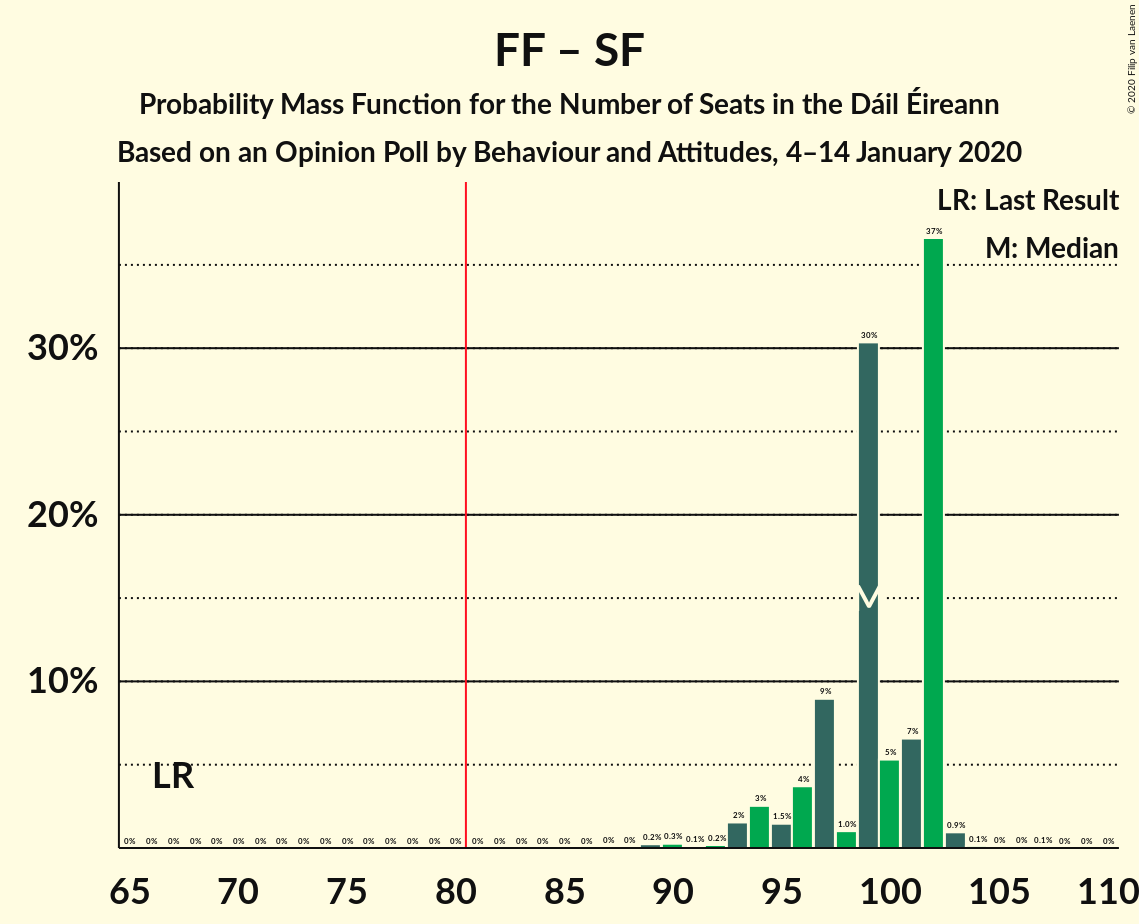 FF – SF
Probability Mass Function for the Number of Seats in the Dáil Éireann
Based on an Opinion Poll by Behaviour and Attitudes, 4–14 January 2020
© 2020 Filip van Laenen
LR: Last Result
M: Median
37%
30%
30%
20%
10%
9%
7%
5%
4%
3%
2%
1.5%
1.0%
0.9%
LR
0% 0% 0% 0% 0% 0% 0% 0% 0% 0% 0% 0% 0% 0% 0% 0% 0% 0% 0% 0% 0% 0% 0% 0% 0.2% 0.3% 0.1% 0.2% 0.1% 0% 0% 0.1% 0% 0% 0%
65 70 75 80 85 90 95 100 105 110